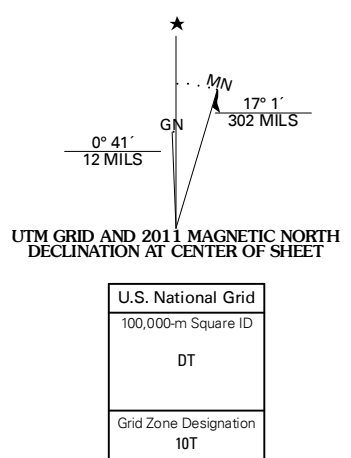 MN
17° 1´
302 MILS
GN
0° 41´
12 MILS
UTM GRID AND 2011 MAGNETIC NORTH
DECLINATION AT CENTER OF SHEET
U.S. National Grid
100,000-m Square ID
DT
Grid Zone Designation
10T